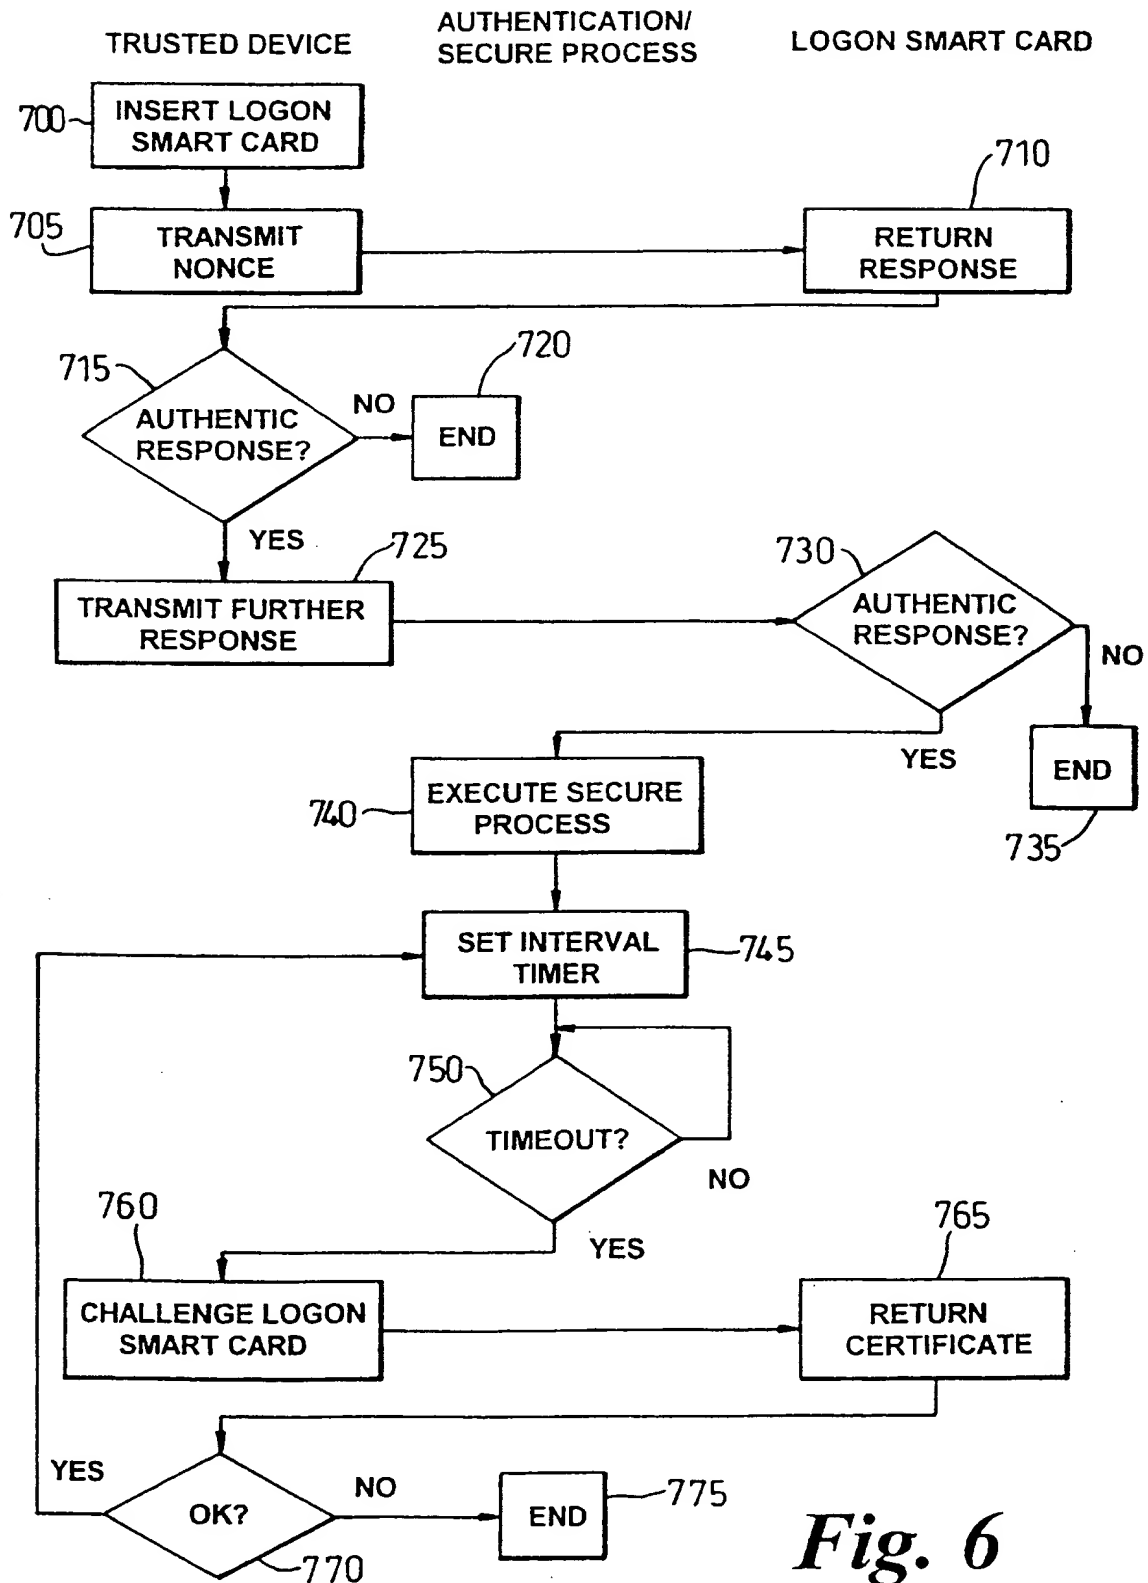 TRUSTED DEVICE
AUTHENTICATION/
SECURE PROCESS
LOGON SMART CARD
700
INSERT LOGON
SMART CARD
705
TRANSMIT
NONCE
710
RETURN
RESPONSE
715
AUTHENTIC
RESPONSE?
NO
720
END
YES
725
TRANSMIT FURTHER
RESPONSE
730
AUTHENTIC
RESPONSE?
NO
YES
END
735
740
EXECUTE SECURE
PROCESS
SET INTERVAL
TIMER
745
750
TIMEOUT?
NO
YES
760
CHALLENGE LOGON
SMART CARD
765
RETURN
CERTIFICATE
YES
OK?
NO
770
END
775
Fig. 6